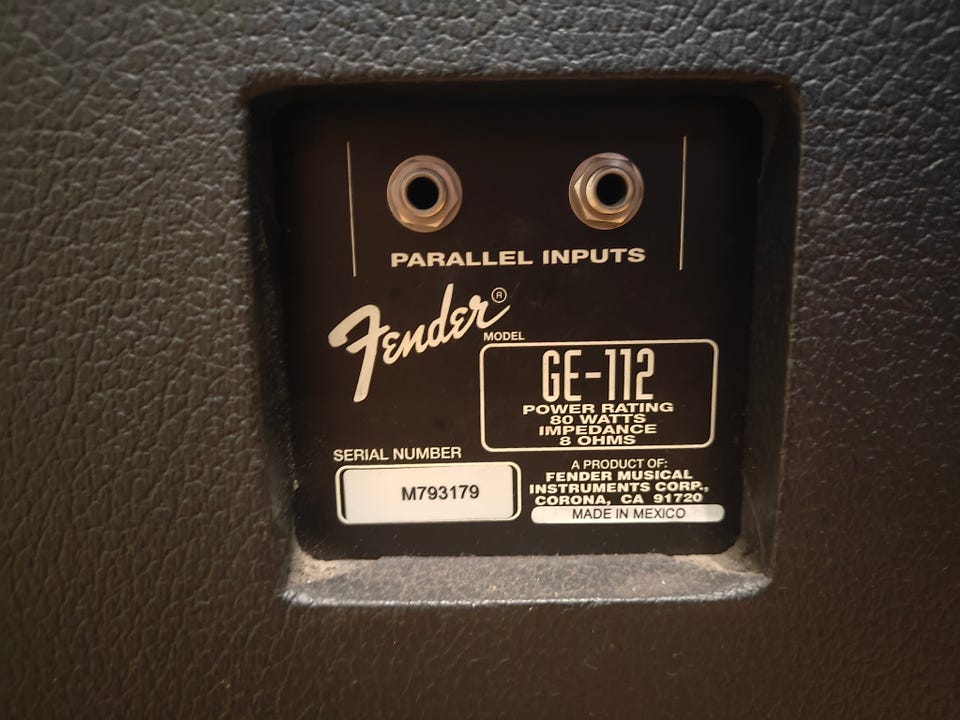 PARALLEL INPUTS
Fender®
MODEL
GE-112
POWER RATING
80 WATTS
IMPEDANCE
8 OHMS
SERIAL NUMBER
M793179
A PRODUCT OF:
FENDER MUSICAL
INSTRUMENTS CORP.,
CORONA, CA 91720
MADE IN MEXICO